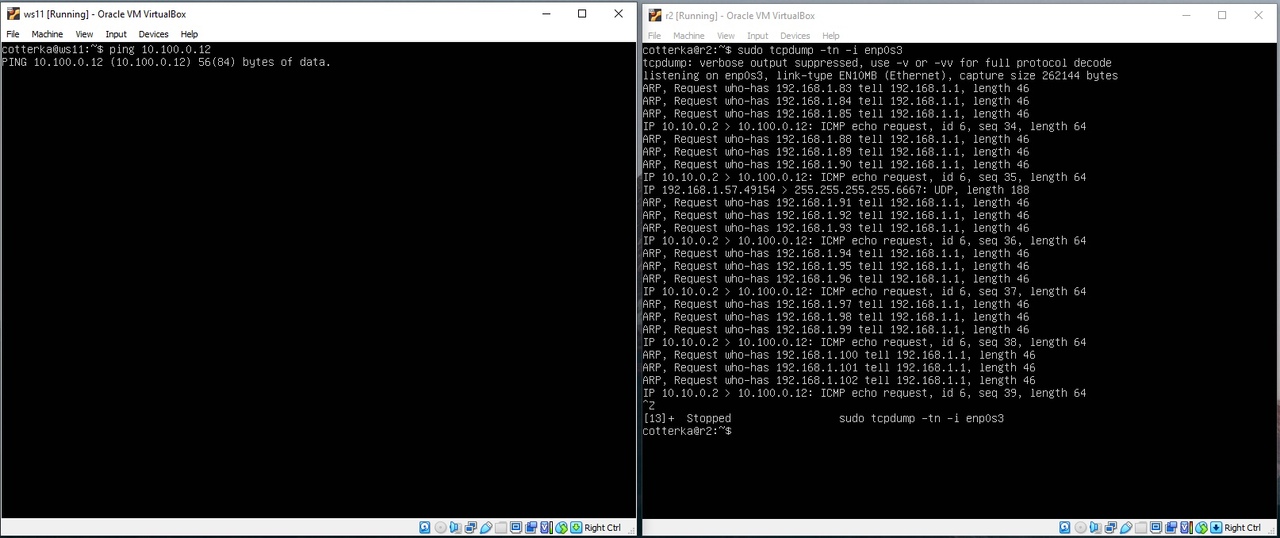 ws11 [Running] - Oracle VM VirtualBox
File Machine View Input Devices Help
cotterka@ws11:~$ ping 10.100.0.12
PING 10.100.0.12 (10.100.0.12) 56(84) bytes of data.
Right Ctrl
r2 [Running] - Oracle VM VirtualBox
File Machine View Input Devices Help
cotterka@r2:~$ sudo tcpdump -tn -i enp0s3
tcpdump: verbose output suppressed, use -v or -vv for full protocol decode
listening on enp0s3, link-type EN10MB (Ethernet), capture size 262144 bytes
ARP, Request who-has 192.168.1.83 tell 192.168.1.1, length 46
ARP, Request who-has 192.168.1.84 tell 192.168.1.1, length 46
ARP, Request who-has 192.168.1.85 tell 192.168.1.1, length 46
IP 10.10.0.2 > 10.100.0.12: ICMP echo request, id 6, seq 34, length 64
ARP, Request who-has 192.168.1.88 tell 192.168.1.1, length 46
ARP, Request who-has 192.168.1.89 tell 192.168.1.1, length 46
ARP, Request who-has 192.168.1.90 tell 192.168.1.1, length 46
IP 10.10.0.2 > 10.100.0.12: ICMP echo request, id 6, seq 35, length 64
IP 192.168.1.57.49154 > 255.255.255.255.6667: UDP, length 188
ARP, Request who-has 192.168.1.91 tell 192.168.1.1, length 46
ARP, Request who-has 192.168.1.92 tell 192.168.1.1, length 46
ARP, Request who-has 192.168.1.93 tell 192.168.1.1, length 46
IP 10.10.0.2 > 10.100.0.12: ICMP echo request, id 6, seq 36, length 64
ARP, Request who-has 192.168.1.94 tell 192.168.1.1, length 46
ARP, Request who-has 192.168.1.95 tell 192.168.1.1, length 46
ARP, Request who-has 192.168.1.96 tell 192.168.1.1, length 46
IP 10.10.0.2 > 10.100.0.12: ICMP echo request, id 6, seq 37, length 64
ARP, Request who-has 192.168.1.97 tell 192.168.1.1, length 46
ARP, Request who-has 192.168.1.98 tell 192.168.1.1, length 46
ARP, Request who-has 192.168.1.99 tell 192.168.1.1, length 46
IP 10.10.0.2 > 10.100.0.12: ICMP echo request, id 6, seq 38, length 64
ARP, Request who-has 192.168.1.100 tell 192.168.1.1, length 46
ARP, Request who-has 192.168.1.101 tell 192.168.1.1, length 46
ARP, Request who-has 192.168.1.102 tell 192.168.1.1, length 46
IP 10.10.0.2 > 10.100.0.12: ICMP echo request, id 6, seq 39, length 64
^Z
[13]+  Stopped                 sudo tcpdump -tn -i enp0s3
cotterka@r2:~$
Right Ctrl